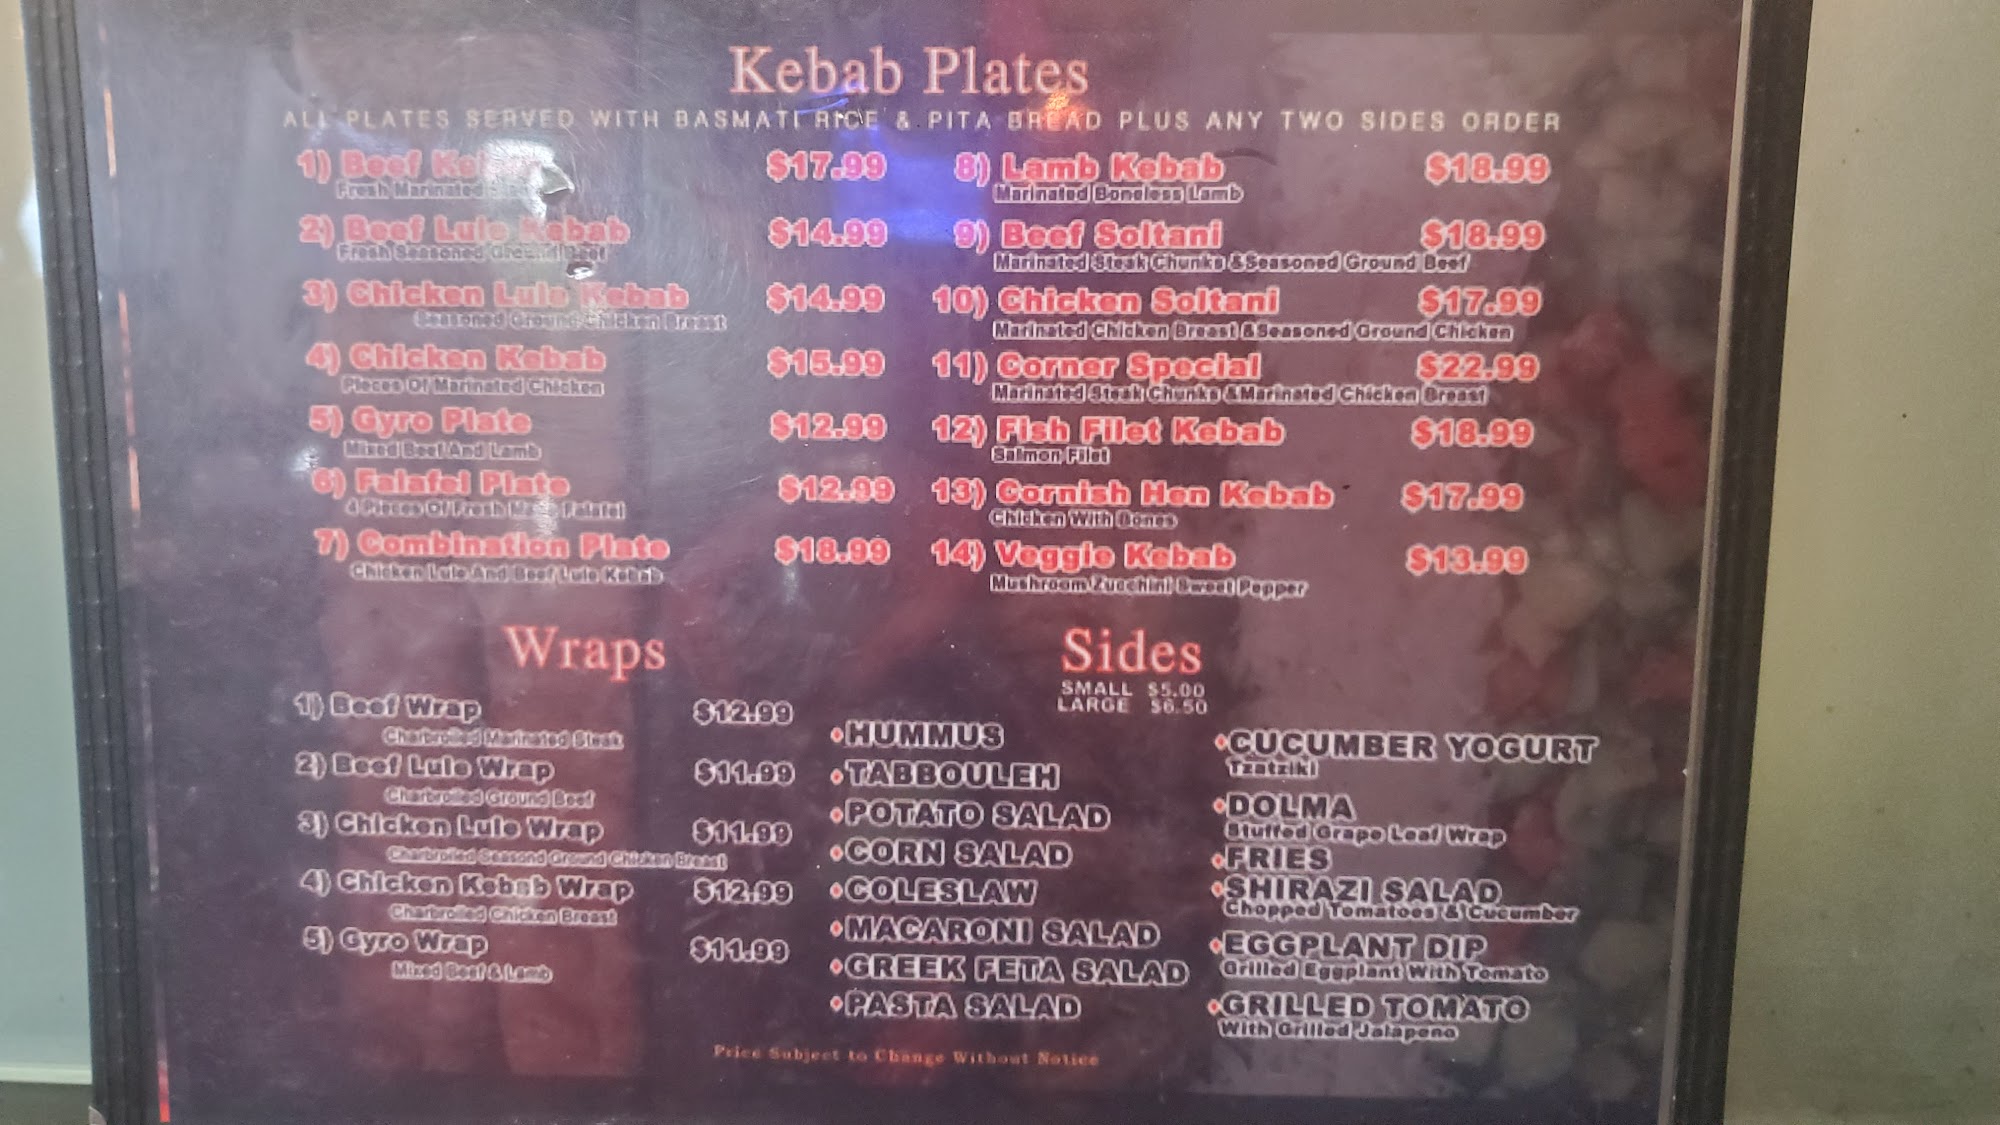 Kebab Plates
ALL PLATES SERVED WITH BASMATI RICE & PITA BREAD PLUS ANY TWO SIDES ORDER
1) Beef $17.99
Fresh Marinated
2) Beef Lule Kebab $14.99
Fresh Seasoned Ground Beef
3) Chicken Lule Kebab $14.99
Seasoned Ground Chicken Breast
4) Chicken Kebab $15.99
Pieces Of Marinated Chicken
5) Gyro Plate $12.99
Mixed Beef And Lamb
6) Falafel Plate $12.99
4 Pieces Of Fresh Made Falafel
7) Combination Plate $18.99
Chicken Lule And Beef Lule Kebab
8) Lamb Kebab $18.99
Marinated Boneless Lamb
9) Beef Soltani $18.99
Marinated Steak Chunks &Seasoned Ground Beef
10) Chicken Soltani $17.99
Marinated Chicken Breast &Seasoned Ground Chicken
11) Corner Special $22.99
Marinated Steak Chunks &Marinated Chicken Breast
12) Fish Filet Kebab $18.99
Salmon Filet
13) Cornish Hen Kebab $17.99
Chicken With Bones
14) Veggie Kebab $13.99
Mushroom Zucchini Sweet Pepper
Wraps
1) Beef Wrap $12.99
Charbroiled Marinated Steak
2) Beef Lule Wrap $11.99
Charbroiled Ground Beef
3) Chicken Lule Wrap $11.99
Charbroiled Seasond Ground Chicken Breast
4) Chicken Kebab Wrap $12.99
Charbroiled Chicken Breast
5) Gyro Wrap $11.99
Mixed Beef & Lamb
Sides
SMALL $5.00
LARGE $6.50
HUMMUS
TABBOULEH
POTATO SALAD
CORN SALAD
COLESLAW
MACARONI SALAD
GREEK FETA SALAD
PASTA SALAD
CUCUMBER YOGURT
Tzatziki
DOLMA
Stuffed Grape Leaf Wrap
FRIES
SHIRAZI SALAD
Chopped Tomatoes & Cucumber
EGGPLANT DIP
Grilled Eggplant With Tomato
GRILLED TOMATO
With Grilled Jalapeno
Price Subject to Change Without Notice